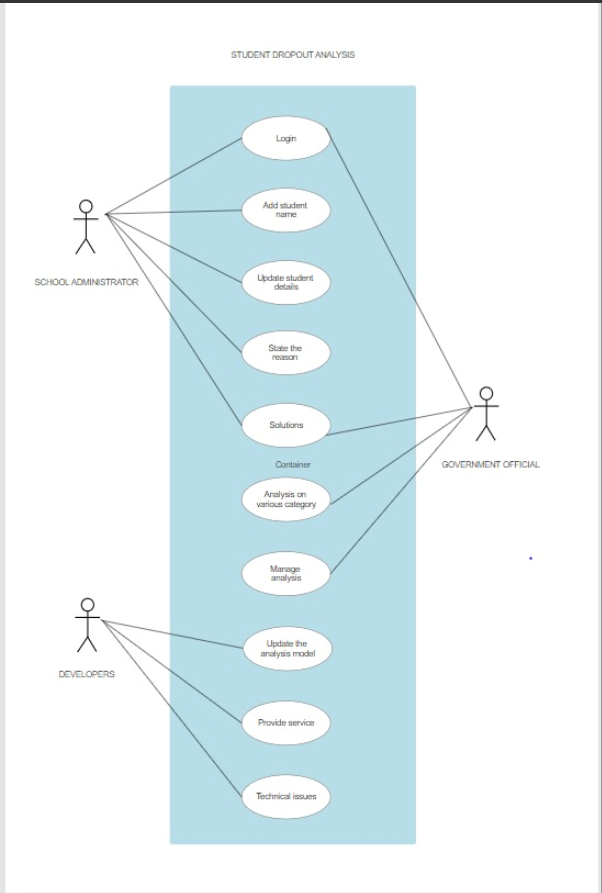 STUDENT DROPOUT ANALYSIS
Login
Add student
name
SCHOOL ADMINISTRATOR
Update student
details
State the
reason
Solutions
Container
GOVERNMENT OFFICIAL
Analysis on
various category
Manage
analysis
Update the
analysis model
DEVELOPERS
Provide service
Technical issues